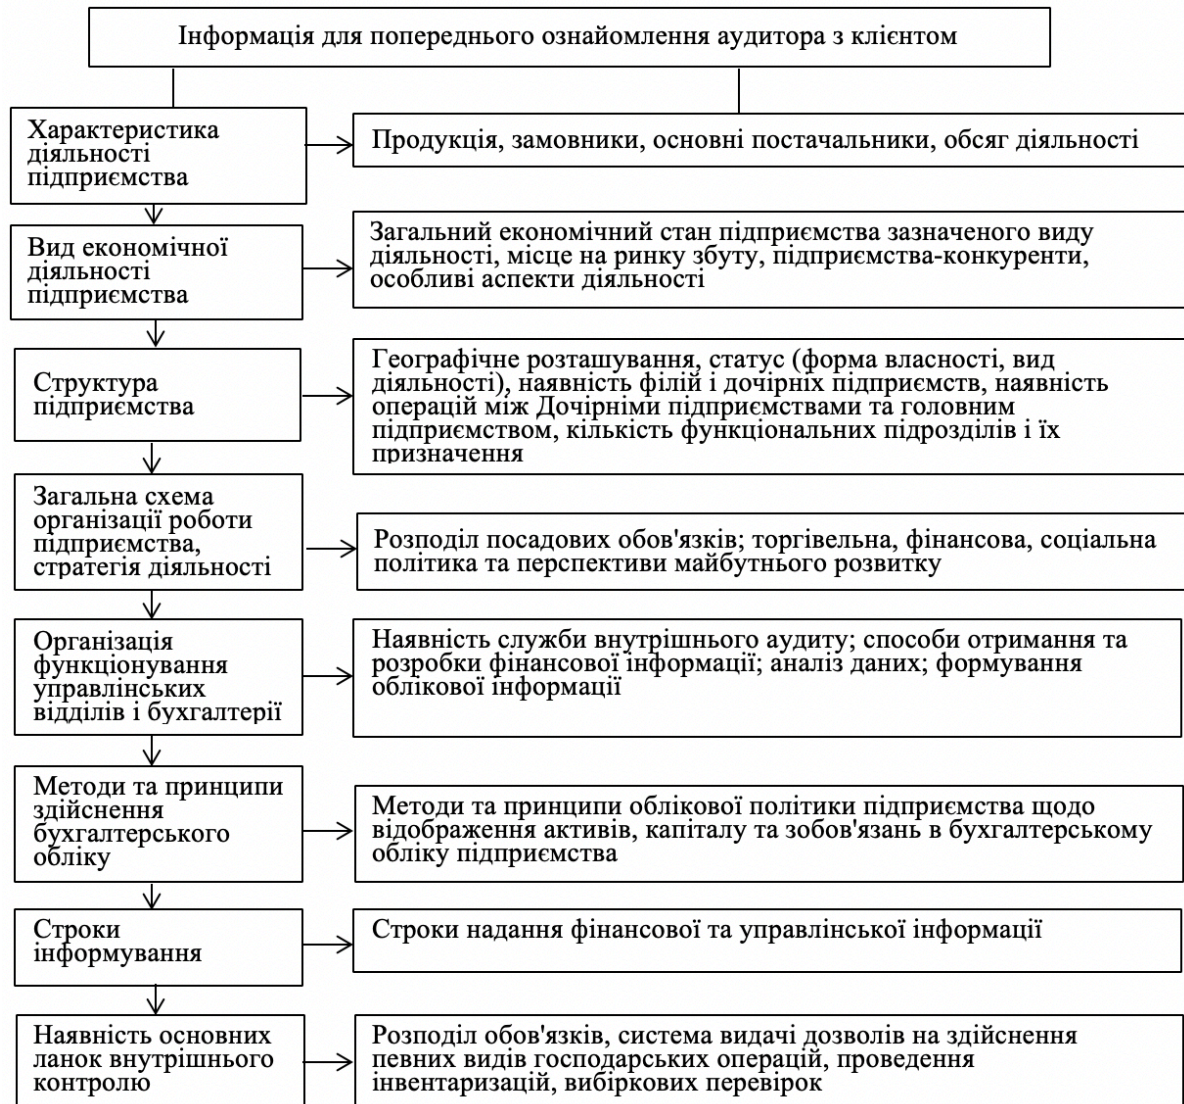 Інформація для попереднього ознайомлення аудитора з клієнтом
Характеристика
діяльності
підприємства
Продукція, замовники, основні постачальники, обсяг діяльності
Вид економічної
діяльності
підприємства
Загальний економічний стан підприємства зазначеного виду
діяльності, місце на ринку збуту, підприємства-конкуренти,
особливі аспекти діяльності
Структура
підприємства
Географічне розташування, статус (форма власності, вид
діяльності), наявність філій і дочірніх підприємств, наявність
операцій між Дочірніми підприємствами та головним
підприємством, кількість функціональних підрозділів і їх
призначення
Загальна схема
організації роботи
підприємства,
стратегія діяльності
Розподіл посадових обов'язків; торгівельна, фінансова, соціальна
політика та перспективи майбутнього розвитку
Організація
функціонування
управлінських
відділів і бухгалтерії
Наявність служби внутрішнього аудиту; способи отримання та
розробки фінансової інформації; аналіз даних; формування
облікової інформації
Методи та принципи
здійснення
бухгалтерського
обліку
Методи та принципи облікової політики підприємства щодо
відображення активів, капіталу та зобов'язань в бухгалтерському
обліку підприємства
Строки
інформування
Строки надання фінансової та управлінської інформації
Наявність основних
ланок внутрішнього
контролю
Розподіл обов'язків, система видачі дозволів на здійснення
певних видів господарських операцій, проведення
інвентаризацій, вибіркових перевірок